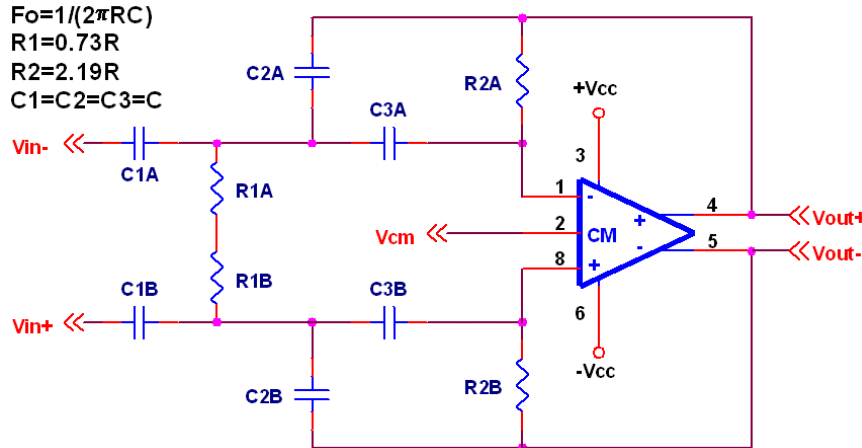 Fo=1/(2πRC)
R1=0.73R
R2=2.19R
C1=C2=C3=C
C2A
R2A
+Vcc
C3A
Vin-
3
C1A
R1A
1
-
4
+
Vout+
Vcm
2
CM
-
5
Vout-
R1B
8
+
C1B
C3B
Vin+
6
-Vcc
C2B
R2B